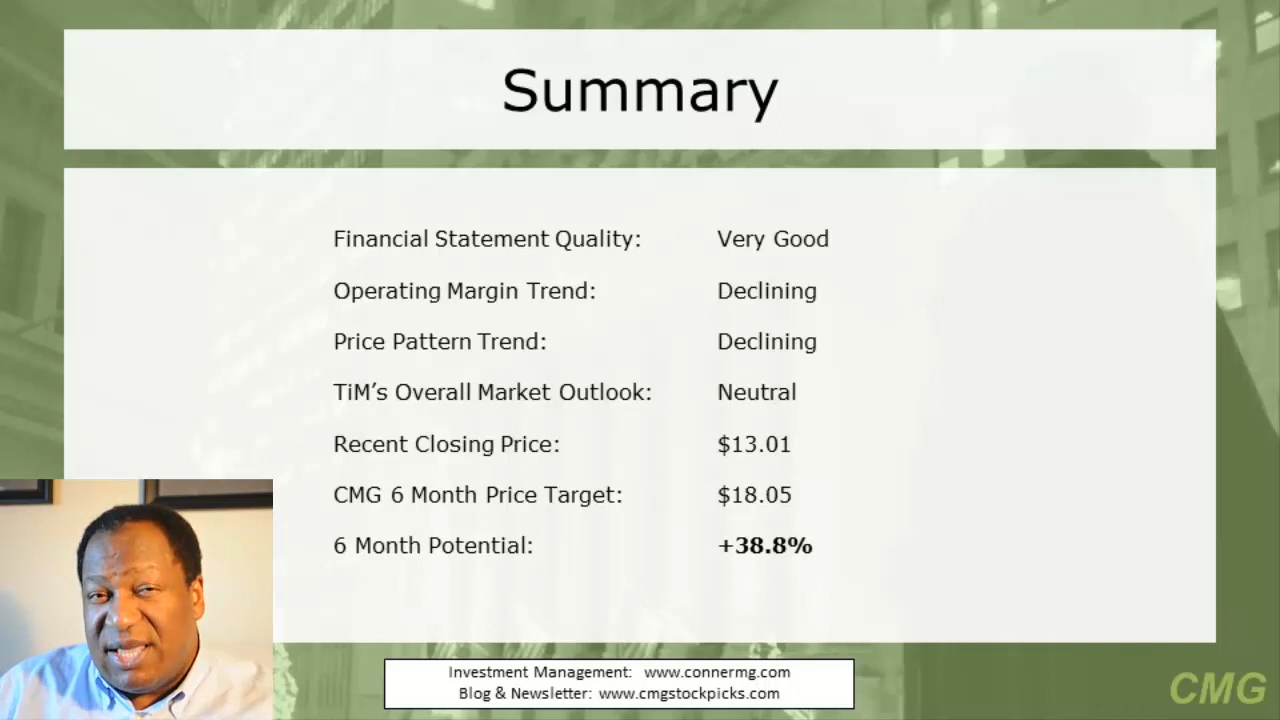 Summary
Financial Statement Quality: Very Good
Operating Margin Trend: Declining
Price Pattern Trend: Declining
TiM’s Overall Market Outlook: Neutral
Recent Closing Price: $13.01
CMG 6 Month Price Target: $18.05
6 Month Potential: +38.8%
Investment Management: www.connermg.com
Blog & Newsletter: www.cmgstockpicks.com
CMG